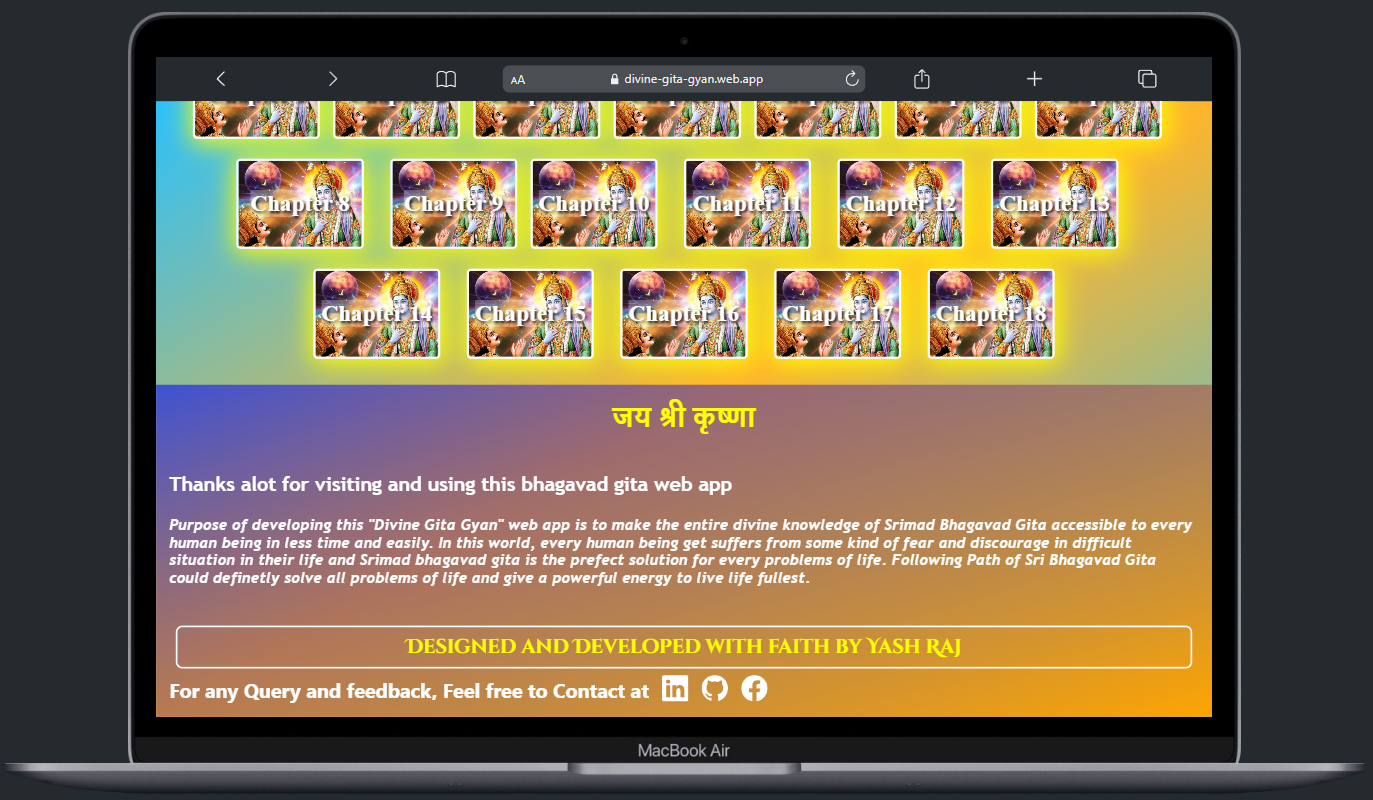 AA divine-gita-gyan.web.app
Chapter 8 Chapter 9 Chapter 10 Chapter 11 Chapter 12 Chapter 13
Chapter 14 Chapter 15 Chapter 16 Chapter 17 Chapter 18
जय श्री कृष्णा
Thanks alot for visiting and using this bhagavad gita web app
Purpose of developing this "Divine Gita Gyan" web app is to make the entire divine knowledge of Srimad Bhagavad Gita accessible to every
human being in less time and easily. In this world, every human being get suffers from some kind of fear and discourage in difficult
situation in their life and Srimad bhagavad gita is the prefect solution for every problems of life. Following Path of Sri Bhagavad Gita
could definetly solve all problems of life and give a powerful energy to live life fullest.
Designed and Developed with faith by Yash Raj
For any Query and feedback, Feel free to Contact at
MacBook Air